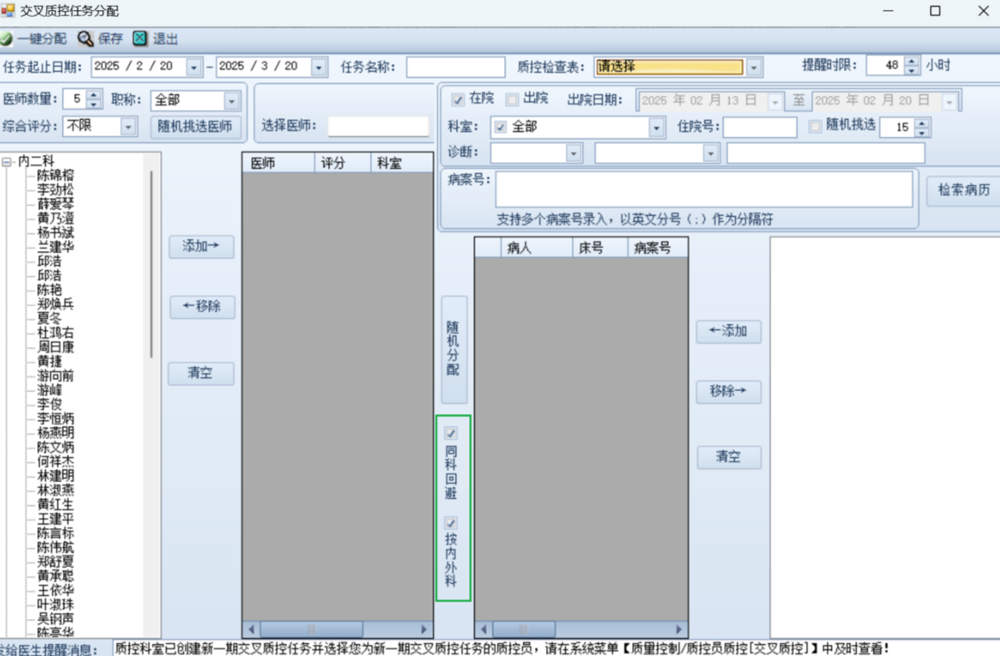 交叉质控任务分配
一键分配 保存 退出
任务起止日期: 2025 / 2 / 20 - 2025 / 3 / 20 任务名称: 质控检查表: 请选择 提醒时限: 48 小时
医师数量: 5 职称: 全部
综合评分: 不限 随机挑选医师
选择医师:
在院 出院 出院日期: 2025 年 02 月 13 日 至 2025 年 02 月 20 日
科室: 全部 住院号: 随机挑选 15
诊断:
病案号:
支持多个病案号录入，以英文分号（;）作为分隔符
检索病历
内二科
陈锦榕
李劲松
薛爱琴
黄乃澄
杨书斌
兰建华
邱浩
邱浩
陈艳
郑焕兵
夏冬
杜鸿右
周日康
黄捷
游向前
游峰
李俊
李恒炳
杨燕明
陈文炳
何祥杰
林建明
林淑燕
黄红生
王建平
陈言标
陈伟航
郑舒夏
黄承聪
王依华
叶淑珠
吴钢声
陈亮华
添加→
←移除
清空
医师 评分 科室
随机分配
同科回避
按内外科
病人 床号 病案号
←添加
移除→
清空
发给医生提醒消息: 质控科室已创建新一期交叉质控任务并选择您为新一期交叉质控任务的质控员，请在系统菜单【质量控制/质控员质控[交叉质控]】中及时查看!